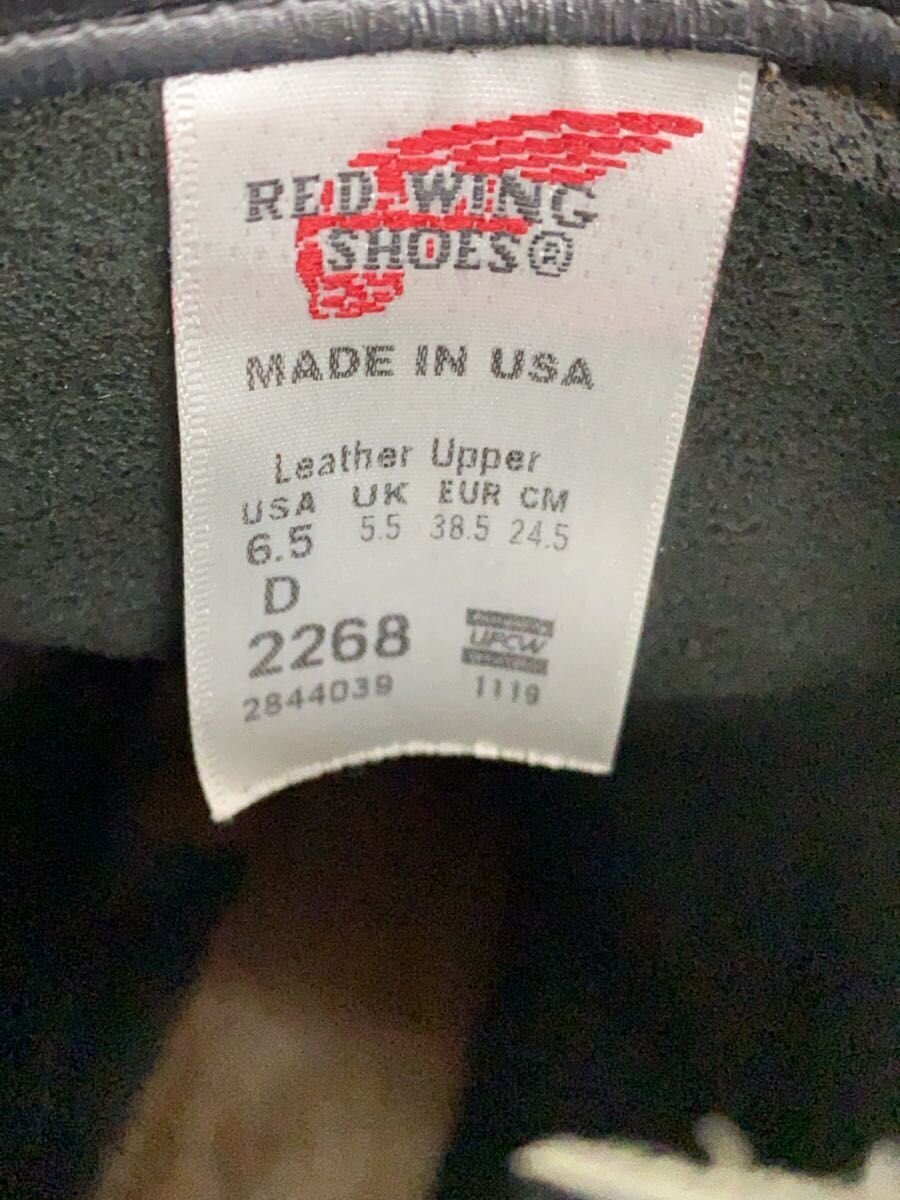 RED WING
SHOES®
MADE IN USA
Leather Upper
USA UK EUR CM
6.5 5.5 38.5 24.5
D
2268
UFCW
2844039 1119